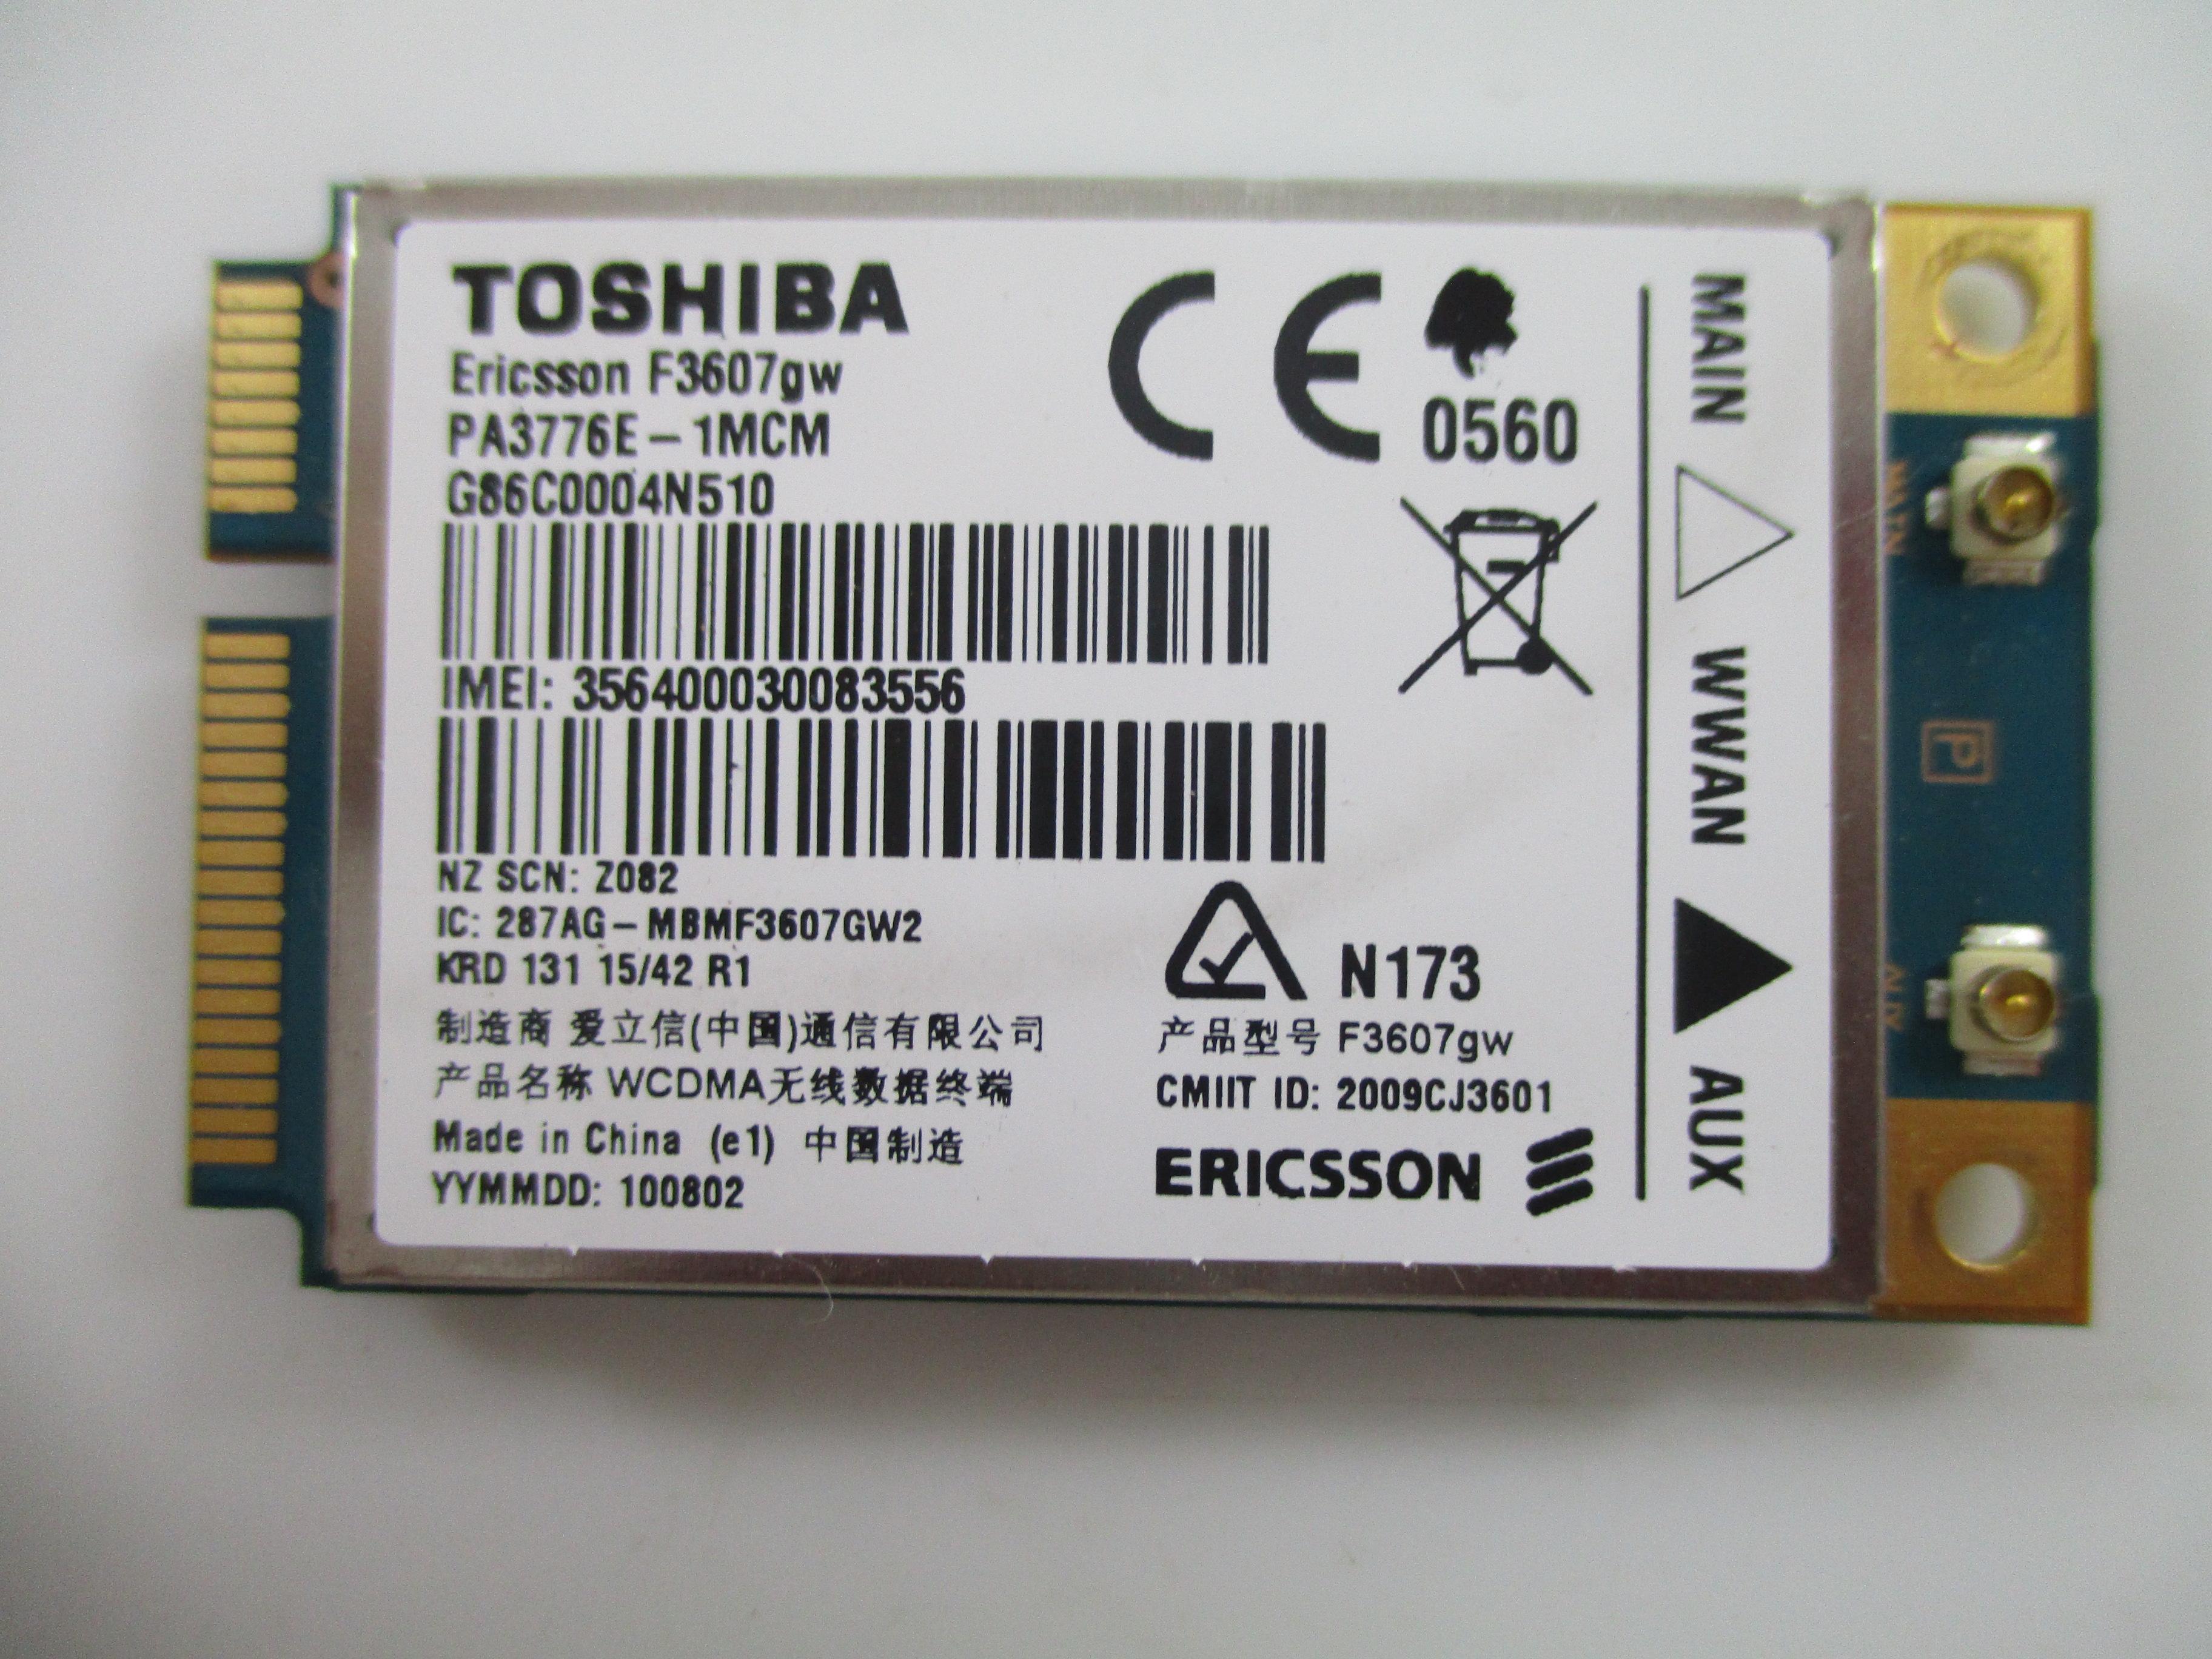 TOSHIBA
Ericsson F3607gw
PA3776E-1MCM
G86C0004N510
IMEI: 356400030083556
NZ SCN: Z082
IC: 287AG-MBMF3607GW2
KRD 131 15/42 R1
制造商 爱立信(中国)通信有限公司
产品名称 WCDMA无线数据终端
Made in China (e1) 中国制造
YYMMDD: 100802
CE 0560
N173
产品型号 F3607gw
CMIIT ID: 2009CJ3601
ERICSSON
MAIN WWAN AUX
MAIN
P